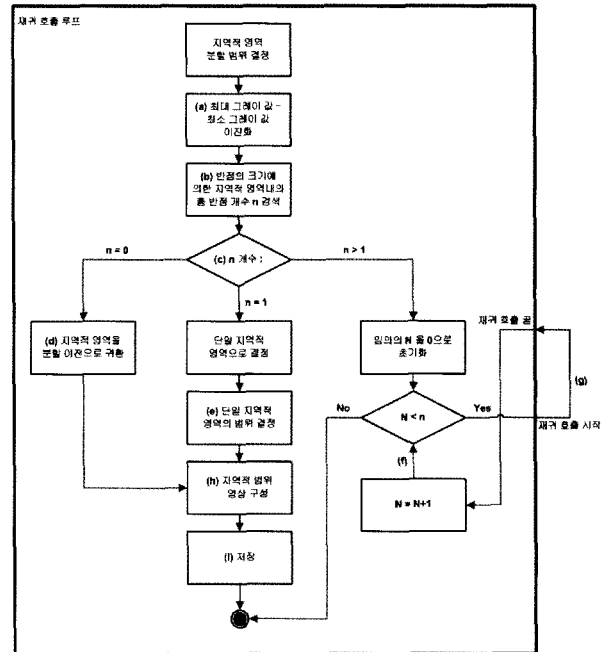 재귀 호출 루프
지역적 영역
분할 범위 결정
(a) 최대 그레이 값 -
최소 그레이 값
이진화
(b) 반점의 크기에
의한 지역적 영역내의
총 반점 개수 n 검색
n = 0
(c) n 개수 :
n > 1
n = 1
(d) 지역적 영역을
분할 이전으로 귀환
단일 지역적
영역으로 결정
임의의 N 을 0으로
초기화
재귀 호출 끝
(g)
(e) 단일 지역적
영역의 범위 결정
No
N < n
Yes
재귀 호출 시작
(f)
(h) 지역적 범위
영상 구성
N = N+1
(i) 저장